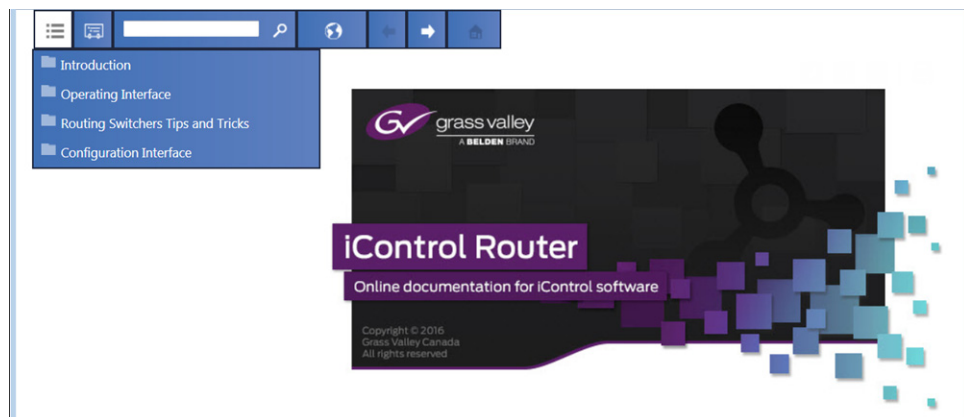 Introduction
Operating Interface
Routing Switchers Tips and Tricks
Configuration Interface
GV grass valley
A BELDEN BRAND
iControl Router
Online documentation for iControl software
Copyright © 2016
Grass Valley Canada
All rights reserved